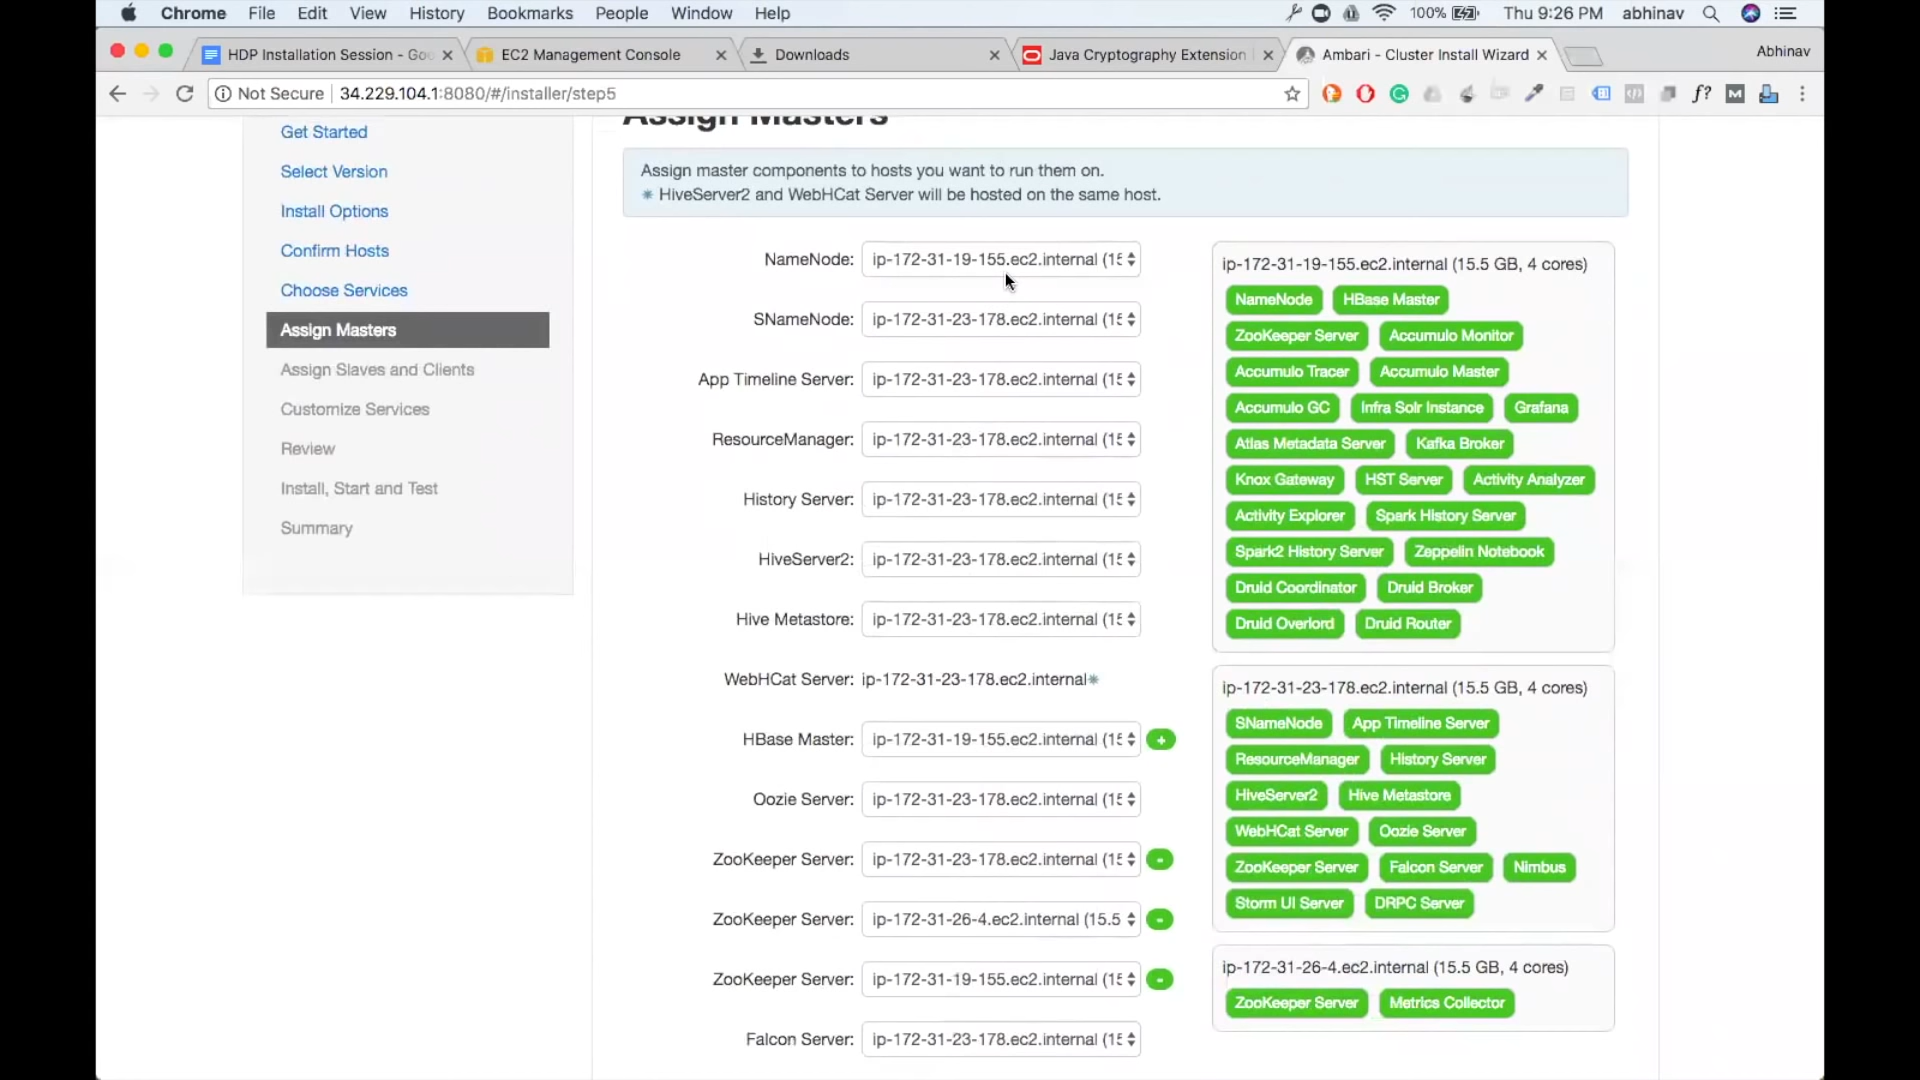 Chrome File Edit View History Bookmarks People Window Help 100% Thu 9:26 PM abhinav
HDP Installation Session - Goo
EC2 Management Console
Downloads
Java Cryptography Extension
Ambari - Cluster Install Wizard
Abhinav
Not Secure 34.229.104.1:8080/#/installer/step5
Get Started
Select Version
Install Options
Confirm Hosts
Choose Services
Assign Masters
Assign Slaves and Clients
Customize Services
Review
Install, Start and Test
Summary
Assign Masters
Assign master components to hosts you want to run them on.
* HiveServer2 and WebHCat Server will be hosted on the same host.
NameNode: ip-172-31-19-155.ec2.internal (15
SNameNode: ip-172-31-23-178.ec2.internal (15
App Timeline Server: ip-172-31-23-178.ec2.internal (15
ResourceManager: ip-172-31-23-178.ec2.internal (15
History Server: ip-172-31-23-178.ec2.internal (15
HiveServer2: ip-172-31-23-178.ec2.internal (15
Hive Metastore: ip-172-31-23-178.ec2.internal (15
WebHCat Server: ip-172-31-23-178.ec2.internal*
HBase Master: ip-172-31-19-155.ec2.internal (15 +
Oozie Server: ip-172-31-23-178.ec2.internal (15
ZooKeeper Server: ip-172-31-23-178.ec2.internal (15 -
ZooKeeper Server: ip-172-31-26-4.ec2.internal (15.5 -
ZooKeeper Server: ip-172-31-19-155.ec2.internal (15 -
Falcon Server: ip-172-31-23-178.ec2.internal (15
ip-172-31-19-155.ec2.internal (15.5 GB, 4 cores)
NameNode HBase Master
ZooKeeper Server Accumulo Monitor
Accumulo Tracer Accumulo Master
Accumulo GC Infra Solr Instance Grafana
Atlas Metadata Server Kafka Broker
Knox Gateway HST Server Activity Analyzer
Activity Explorer Spark History Server
Spark2 History Server Zeppelin Notebook
Druid Coordinator Druid Broker
Druid Overlord Druid Router
ip-172-31-23-178.ec2.internal (15.5 GB, 4 cores)
SNameNode App Timeline Server
ResourceManager History Server
HiveServer2 Hive Metastore
WebHCat Server Oozie Server
ZooKeeper Server Falcon Server Nimbus
Storm UI Server DRPC Server
ip-172-31-26-4.ec2.internal (15.5 GB, 4 cores)
ZooKeeper Server Metrics Collector